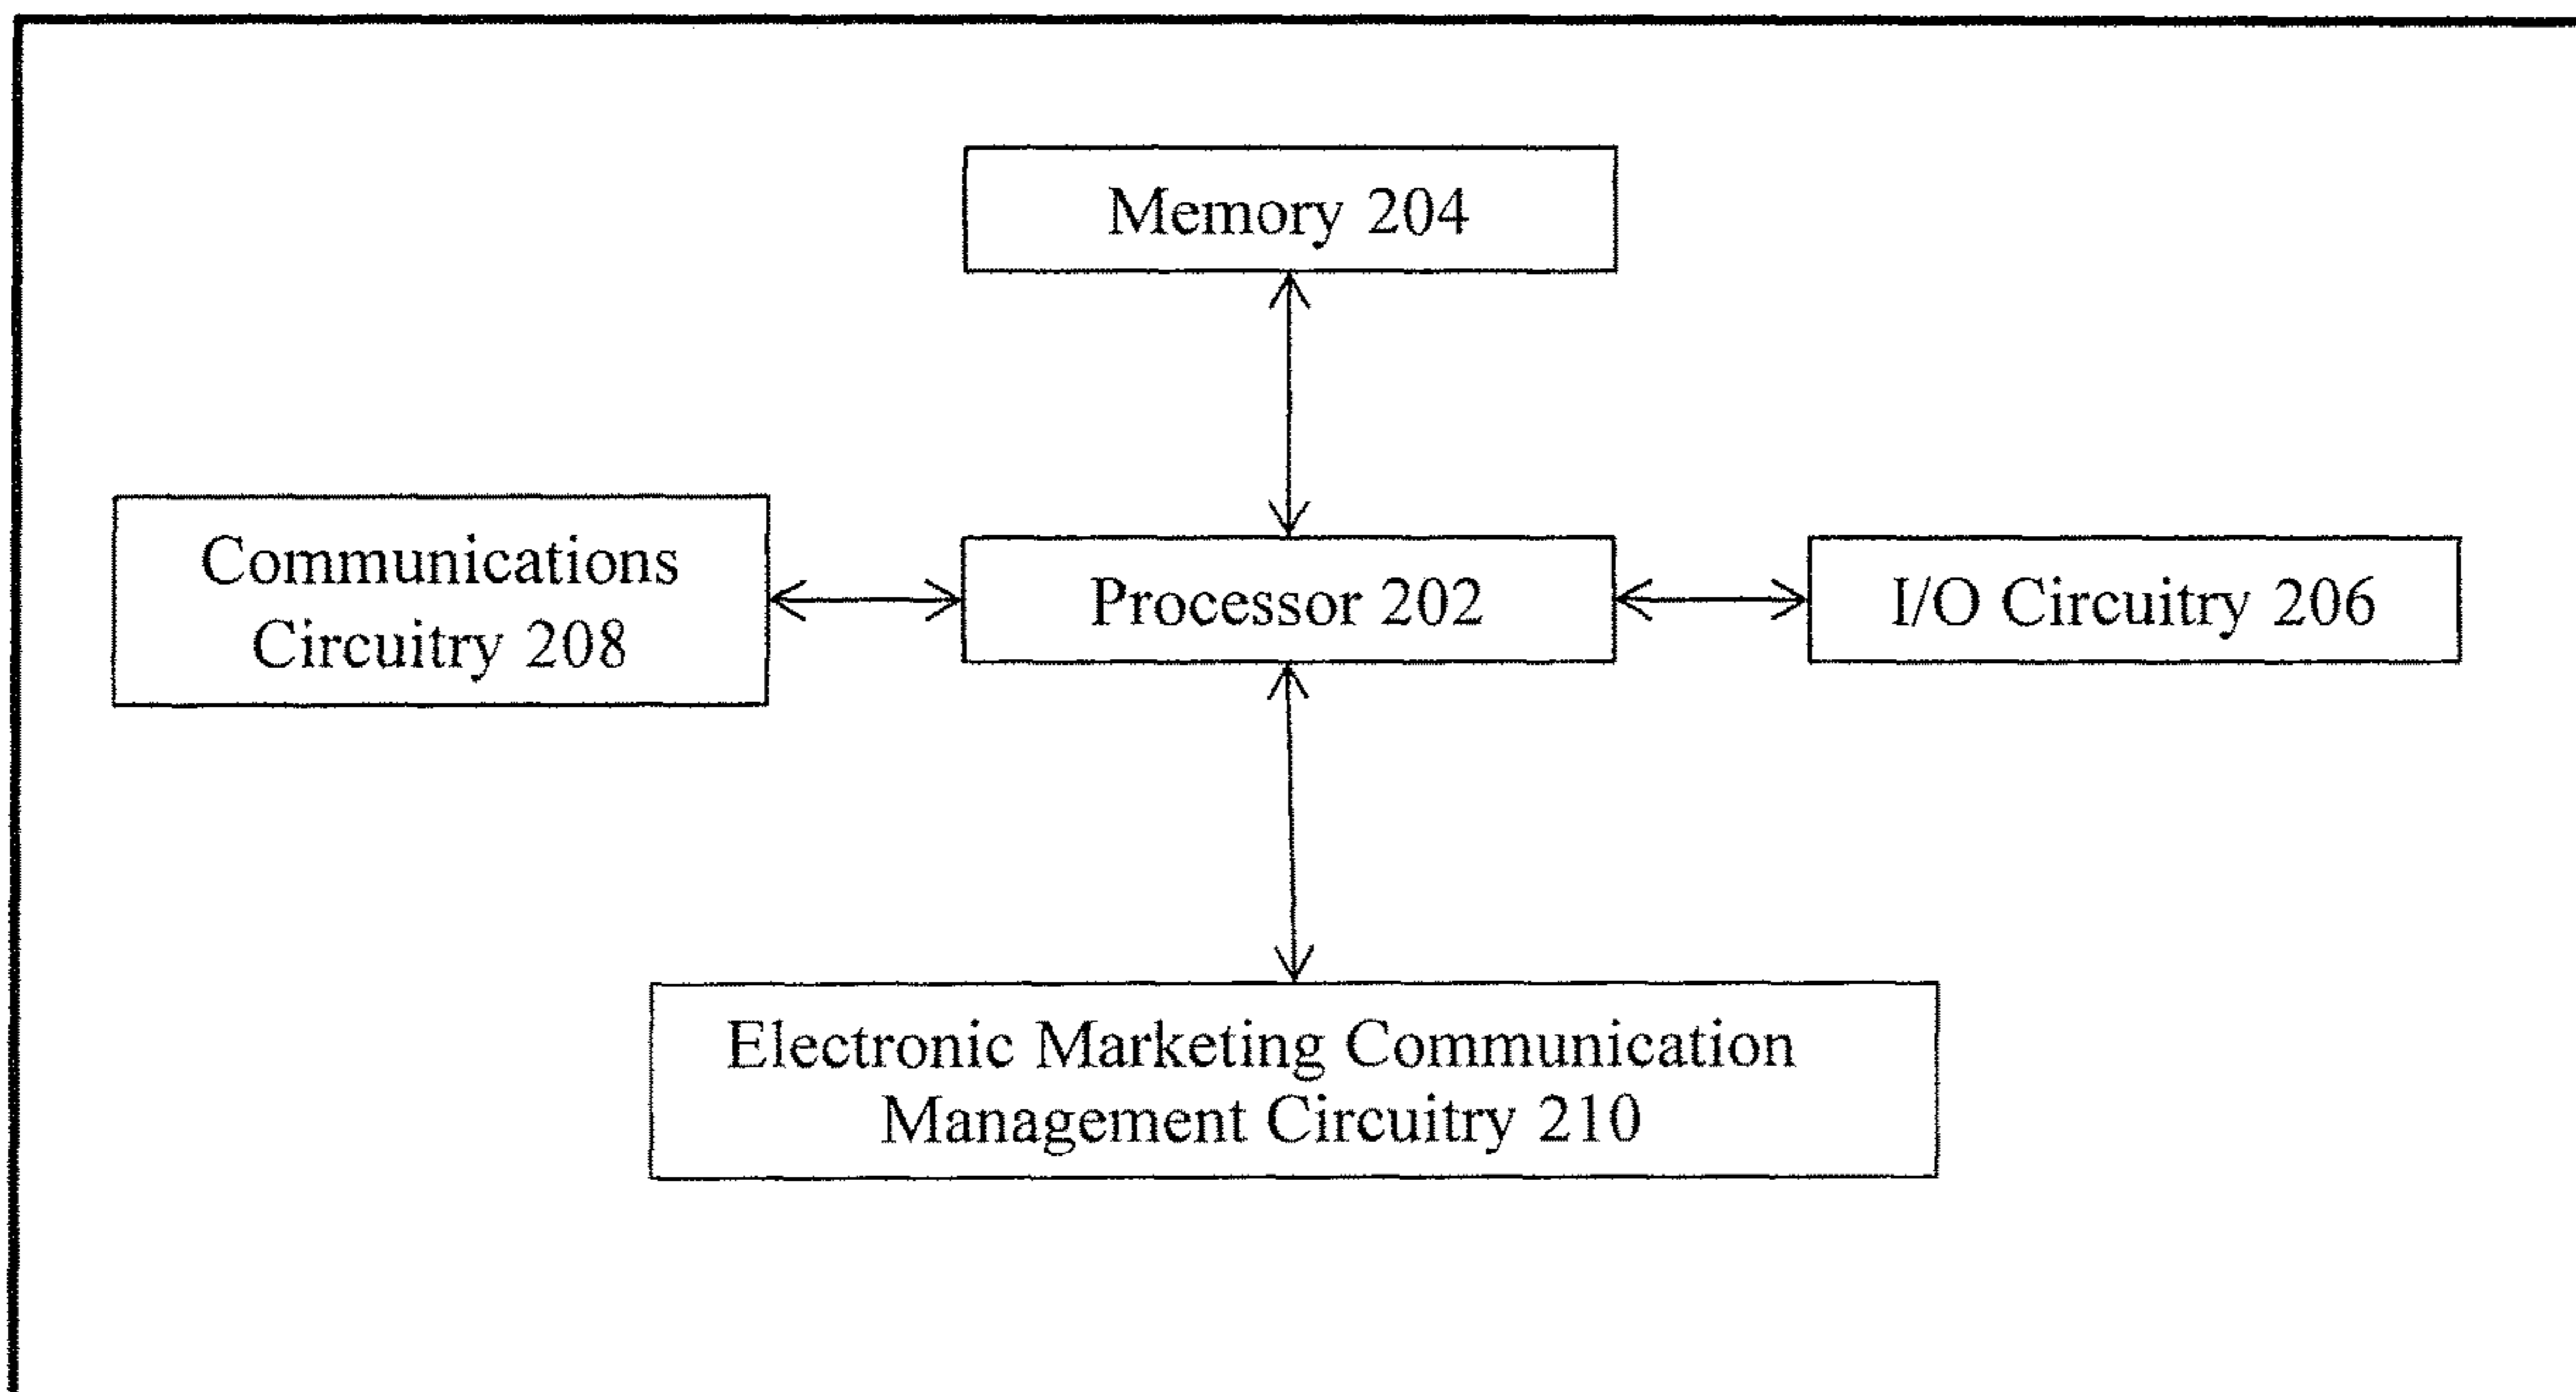 Memory 204
Communications
Circuitry 208
Processor 202
I/O Circuitry 206
Electronic Marketing Communication
Management Circuitry 210